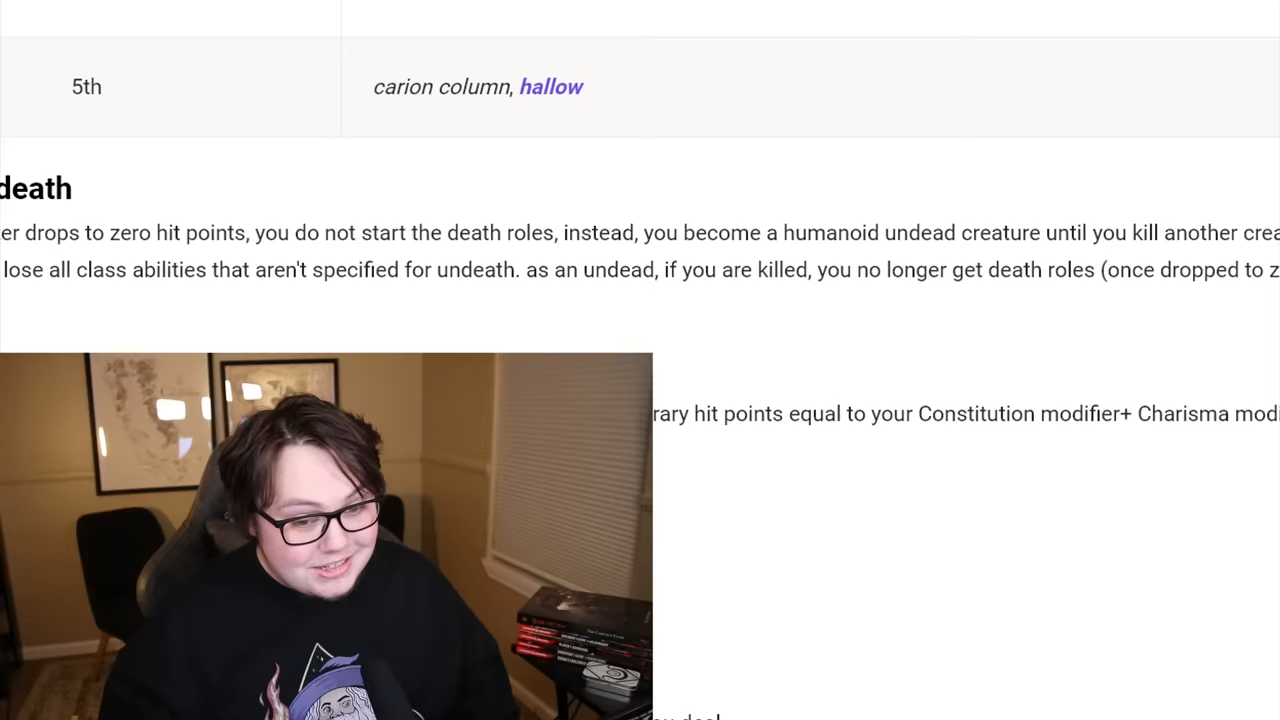 5th
carion column, hallow
death
er drops to zero hit points, you do not start the death roles, instead, you become a humanoid undead creature until you kill another crea
lose all class abilities that aren't specified for undeath. as an undead, if you are killed, you no longer get death roles (once dropped to z
rary hit points equal to your Constitution modifier+ Charisma modi